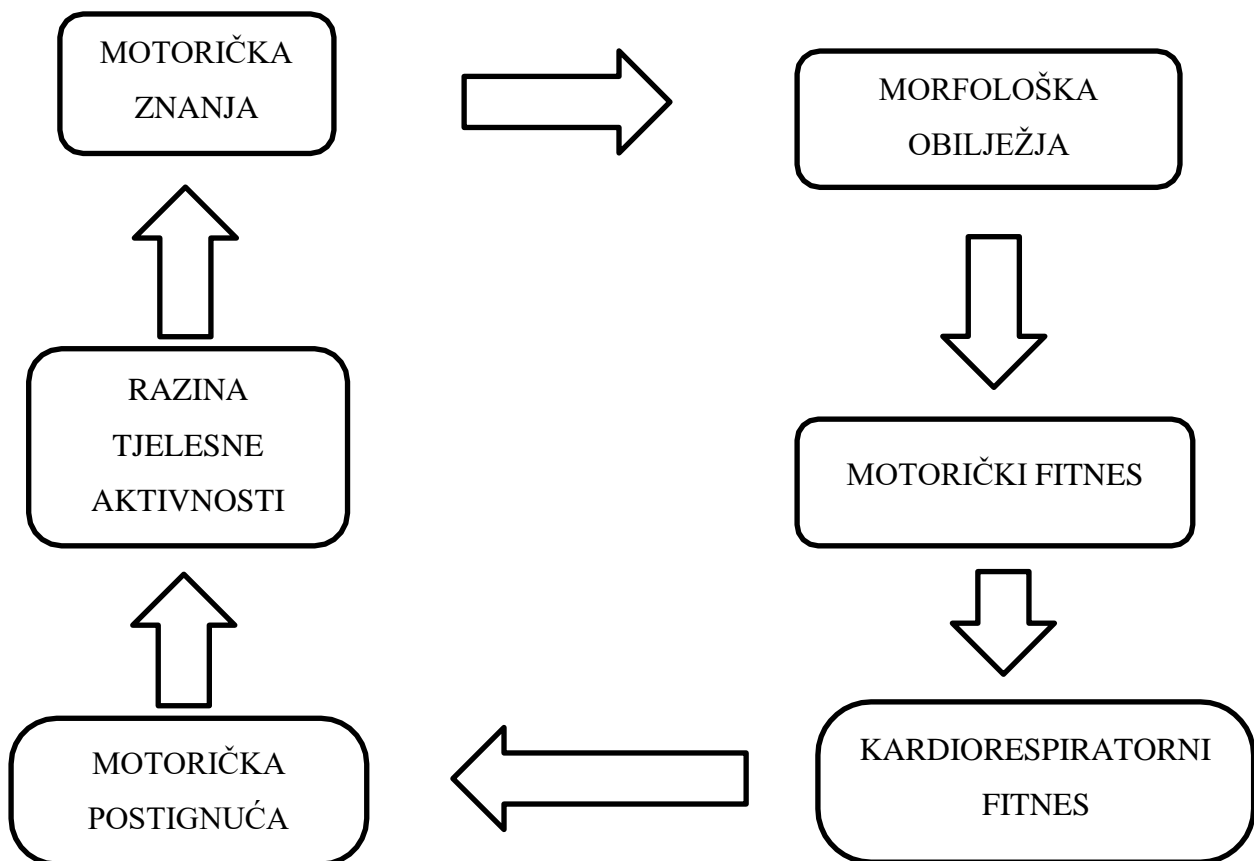 MOTORIČKA
ZNANJA
MORFOLOŠKA
OBILJEŽJA
RAZINA
TJELESNE
AKTIVNOSTI
MOTORIČKI FITNES
MOTORIČKA
POSTIGNUĆA
KARDIORESPIRATORNI
FITNES